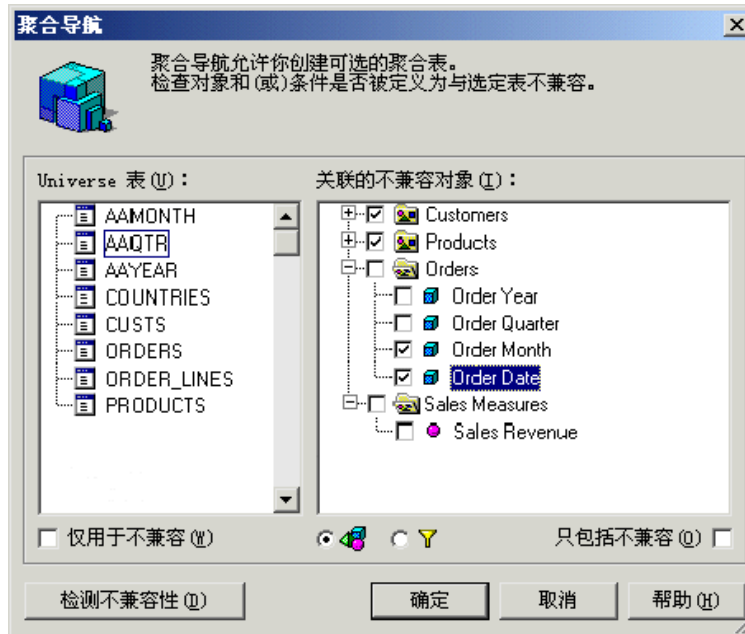 聚合导航
聚合导航允许你创建可选的聚合表。
检查对象和(或)条件是否被定义为与选定表不兼容。
Universe 表(U):
关联的不兼容对象(I):
AAMONTH
AAQTR
AAYEAR
COUNTRIES
CUSTS
ORDERS
ORDER_LINES
PRODUCTS
Customers
Products
Orders
Order Year
Order Quarter
Order Month
Order Date
Sales Measures
Sales Revenue
仅用于不兼容(W)
只包括不兼容(O)
检测不兼容性(D)
确定
取消
帮助(H)